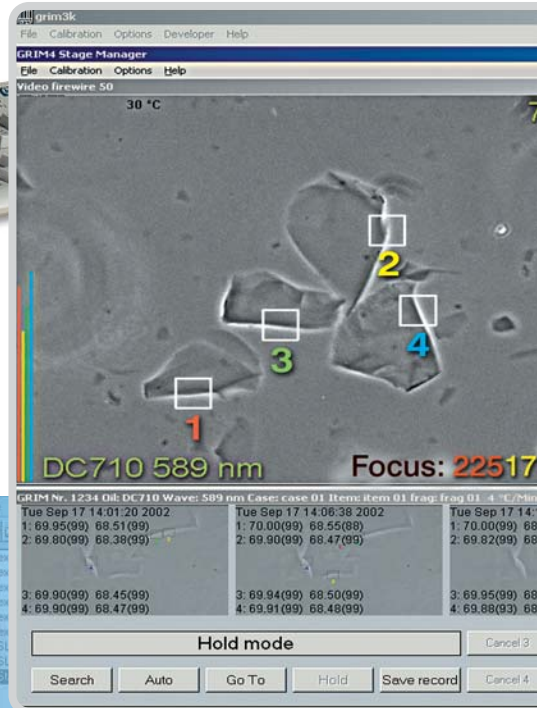 grim3k
File Calibration Options Developer Help
GRIM4 Stage Manager
File Calibration Options Help
Video firewire 50
30 °C
7
2
4
3
1
DC710 589 nm
Focus: 22517
GRIM Nr. 1234 Oil: DC710 Wave: 589 nm Case: case 01 Item: item 01 frag: frag 01 4 °C/Min
Tue Sep 17 14:01:20 2002
1: 69.95(99) 68.51(99)
2: 69.80(99) 68.38(99)
3: 69.90(99) 68.45(99)
4: 69.90(99) 68.47(99)
Tue Sep 17 14:06:38 2002
1: 70.00(99) 68.55(88)
2: 69.90(99) 68.47(99)
3: 69.94(99) 68.50(99)
4: 69.91(99) 68.48(99)
Tue Sep 17 14:
1: 70.00(99) 68
2: 69.82(99) 68
3: 69.95(99) 68
4: 69.88(93) 68
Hold mode
Cancel 3
Search Auto Go To Hold Save record Cancel 4